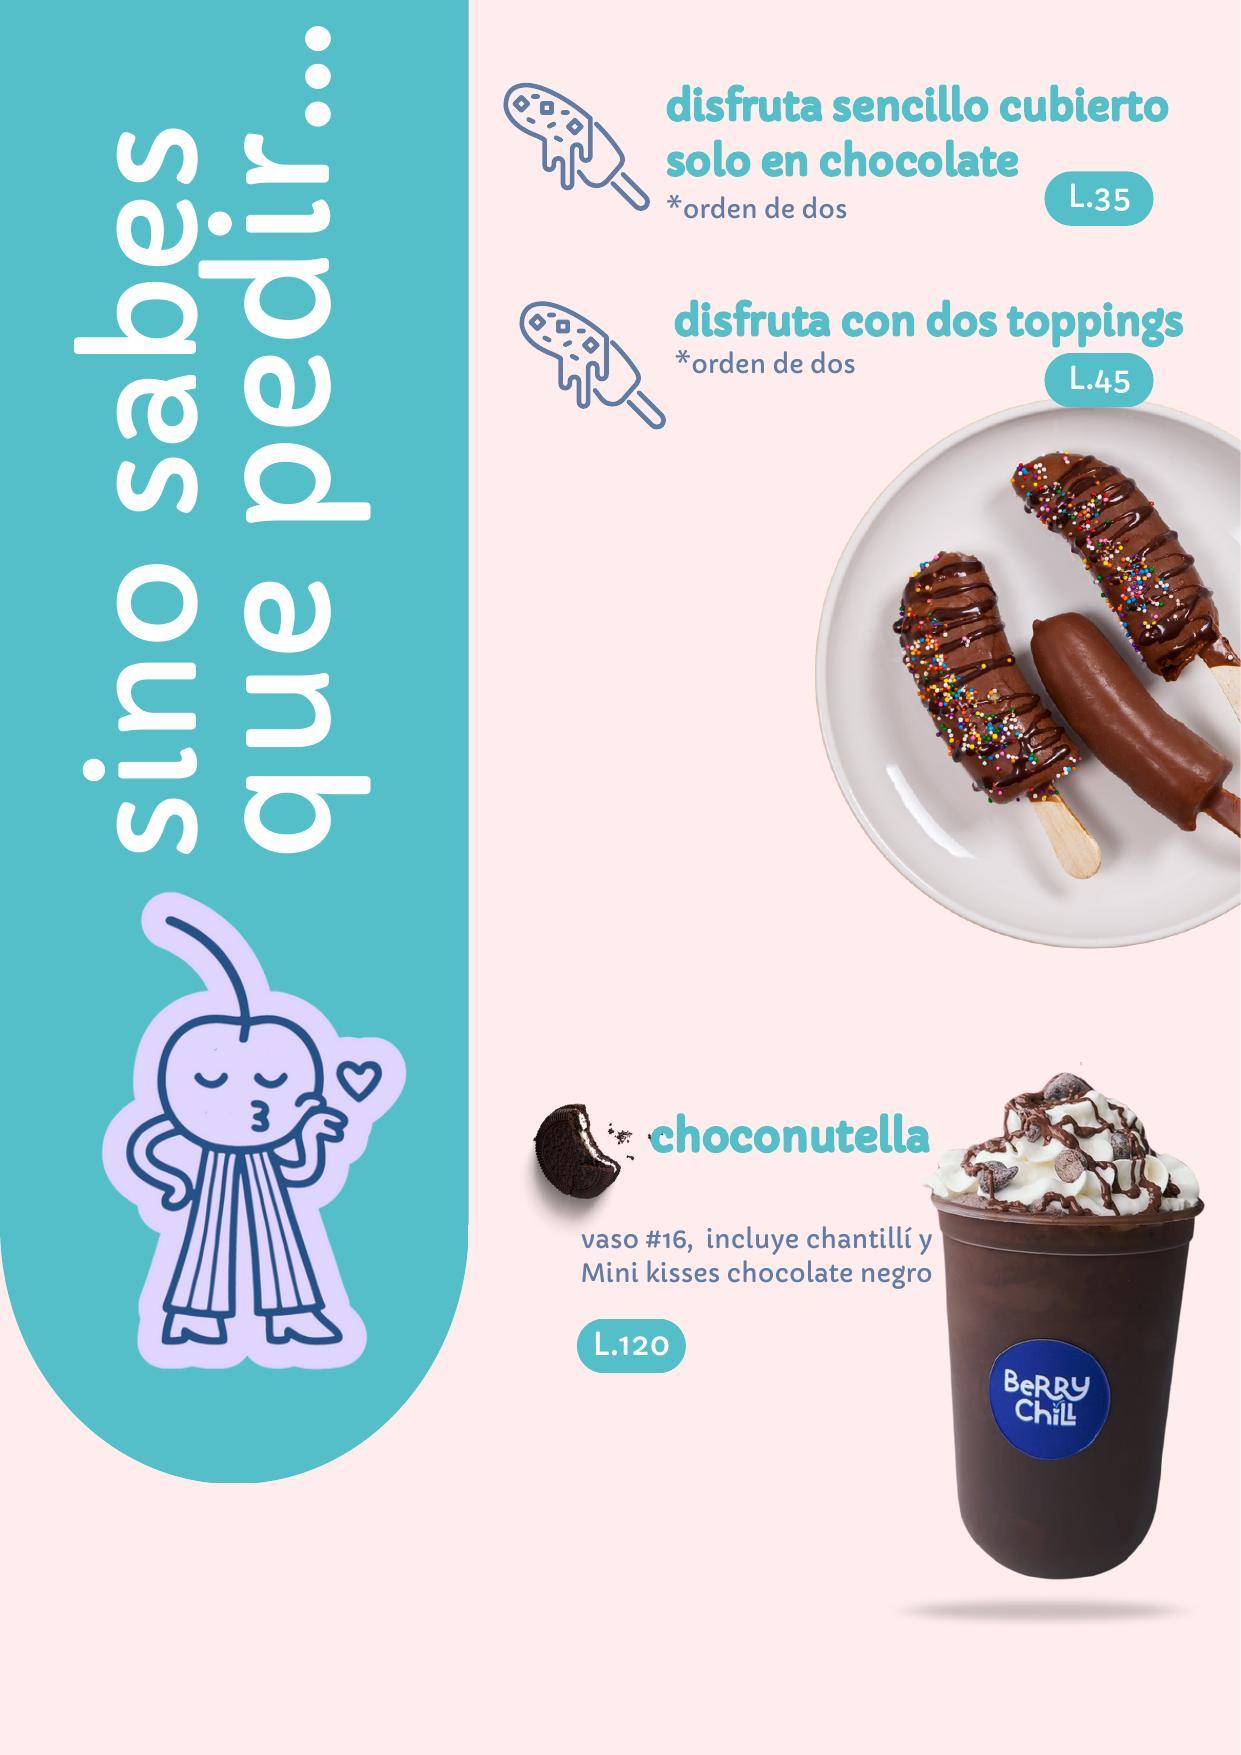 sino sabes
que pedir...
disfruta sencillo cubierto
solo en chocolate
*orden de dos
L.35
disfruta con dos toppings
*orden de dos
L.45
choconutella
vaso #16, incluye chantillí y
Mini kisses chocolate negro
L.120
BeRRy
ChiLL